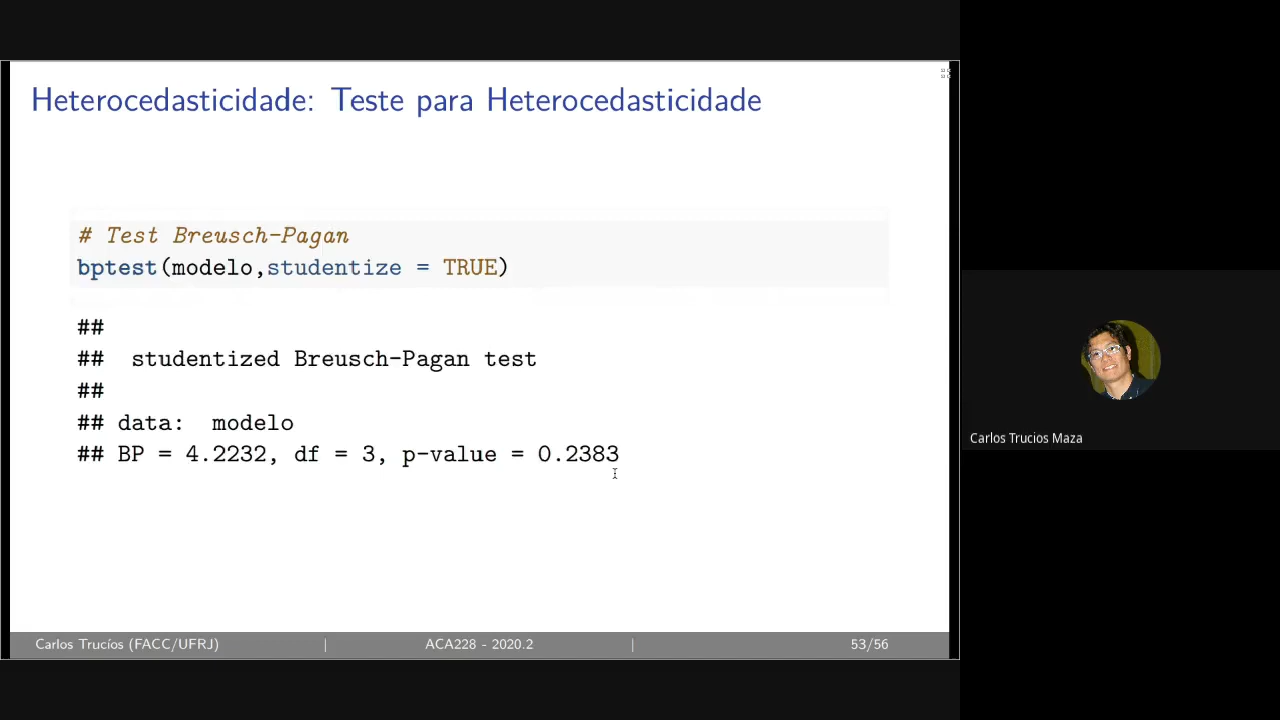 Heterocedasticidade: Teste para Heterocedasticidade
# Test Breusch-Pagan
bptest(modelo,studentize = TRUE)
##
## studentized Breusch-Pagan test
##
## data: modelo
## BP = 4.2232, df = 3, p-value = 0.2383
Carlos Trucíos (FACC/UFRJ) | ACA228 - 2020.2 | 53/56
Carlos Trucios Maza